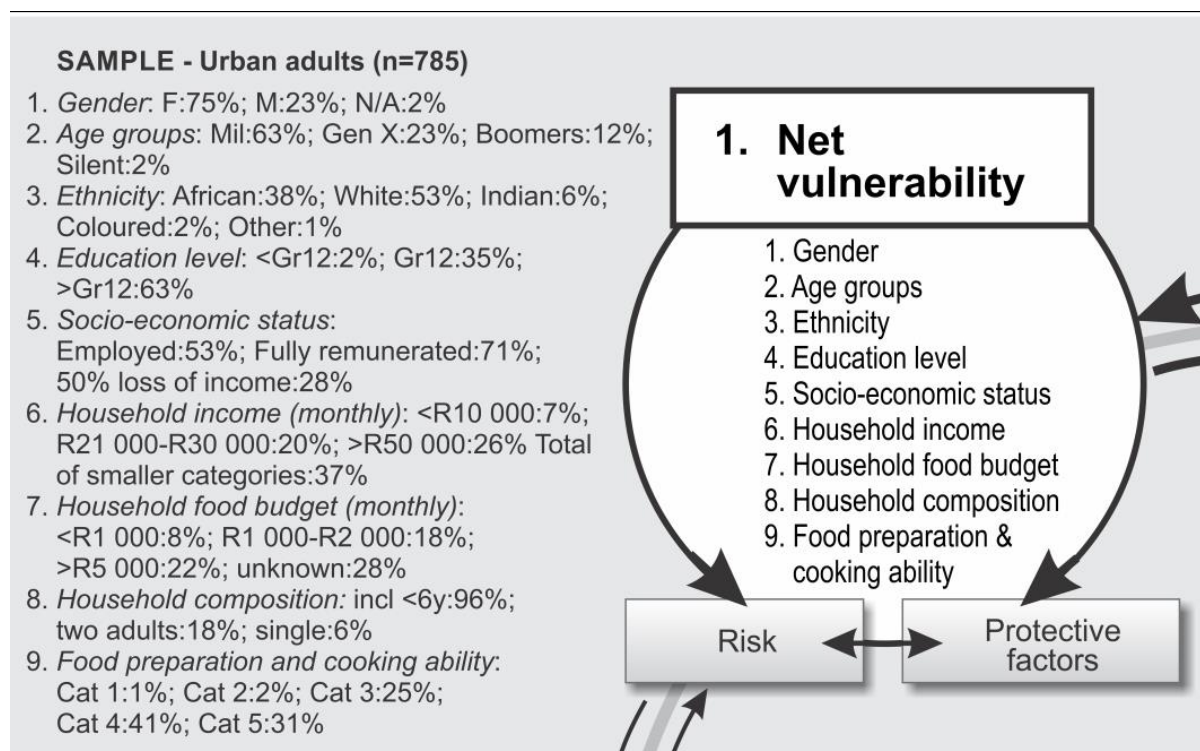 SAMPLE - Urban adults (n=785)
1. Gender: F:75%; M:23%; N/A:2%
2. Age groups: Mil:63%; Gen X:23%; Boomers:12%;
Silent:2%
3. Ethnicity: African:38%; White:53%; Indian:6%;
Coloured:2%; Other:1%
4. Education level: <Gr12:2%; Gr12:35%;
>Gr12:63%
5. Socio-economic status:
Employed:53%; Fully remunerated:71%;
50% loss of income:28%
6. Household income (monthly): <R10 000:7%;
R21 000-R30 000:20%; >R50 000:26% Total
of smaller categories:37%
7. Household food budget (monthly):
<R1 000:8%; R1 000-R2 000:18%;
>R5 000:22%; unknown:28%
8. Household composition: incl <6y:96%;
two adults:18%; single:6%
9. Food preparation and cooking ability:
Cat 1:1%; Cat 2:2%; Cat 3:25%;
Cat 4:41%; Cat 5:31%
1. Net
vulnerability
1. Gender
2. Age groups
3. Ethnicity
4. Education level
5. Socio-economic status
6. Household income
7. Household food budget
8. Household composition
9. Food preparation &
cooking ability
Risk
Protective
factors